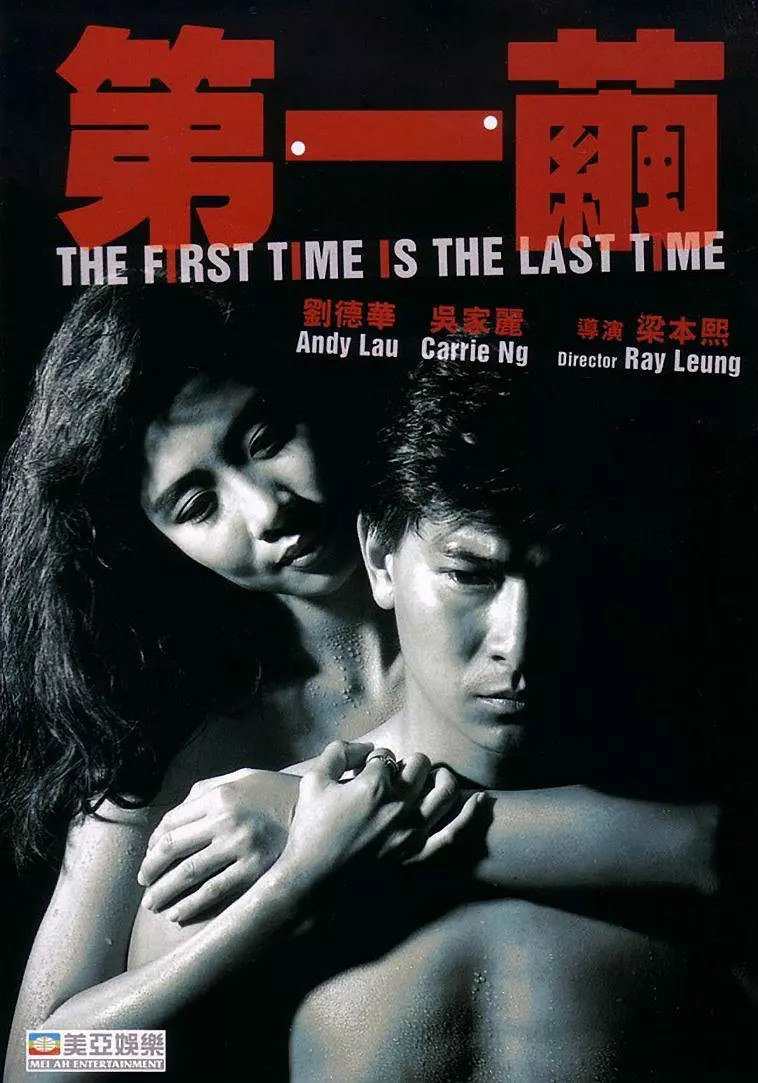 第一繭
THE FIRST TIME IS THE LAST TIME
劉德華 吳家麗 導演 梁本熙
Andy Lau Carrie Ng Director Ray Leung
美亞娛樂
MEI AH ENTERTAINMENT